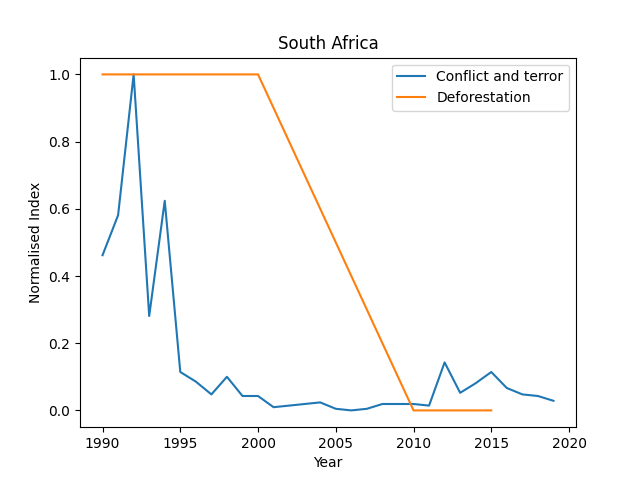 South Africa
Conflict and terror
Deforestation
1.0
0.8
0.6
0.4
0.2
0.0
Normalised Index
1990 1995 2000 2005 2010 2015 2020
Year